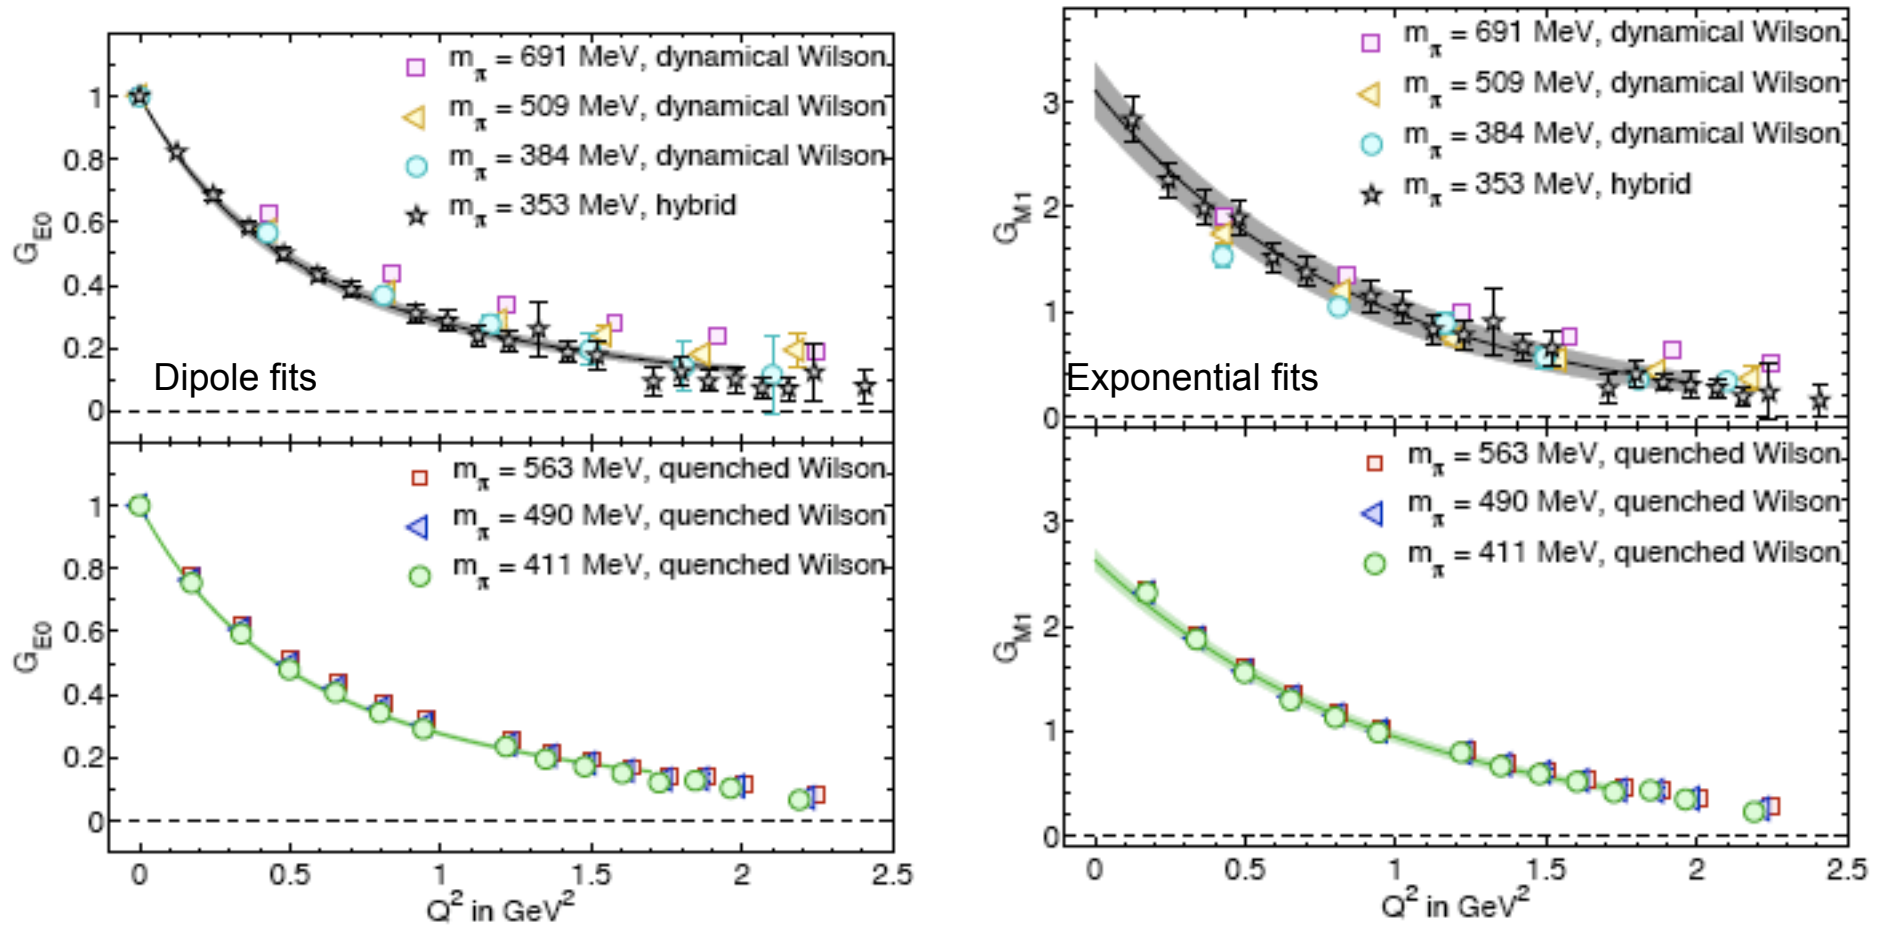 m_π = 691 MeV, dynamical Wilson
m_π = 509 MeV, dynamical Wilson
m_π = 384 MeV, dynamical Wilson
m_π = 353 MeV, hybrid
G_E0
1
0.8
0.6
0.4
0.2
0
Dipole fits
m_π = 563 MeV, quenched Wilson
m_π = 490 MeV, quenched Wilson
m_π = 411 MeV, quenched Wilson
G_E0
1
0.8
0.6
0.4
0.2
0
0 0.5 1 1.5 2 2.5
Q² in GeV²
m_π = 691 MeV, dynamical Wilson
m_π = 509 MeV, dynamical Wilson
m_π = 384 MeV, dynamical Wilson
m_π = 353 MeV, hybrid
G_M1
3
2
1
0
Exponential fits
m_π = 563 MeV, quenched Wilson
m_π = 490 MeV, quenched Wilson
m_π = 411 MeV, quenched Wilson
G_M1
3
2
1
0
0 0.5 1 1.5 2 2.5
Q² in GeV²